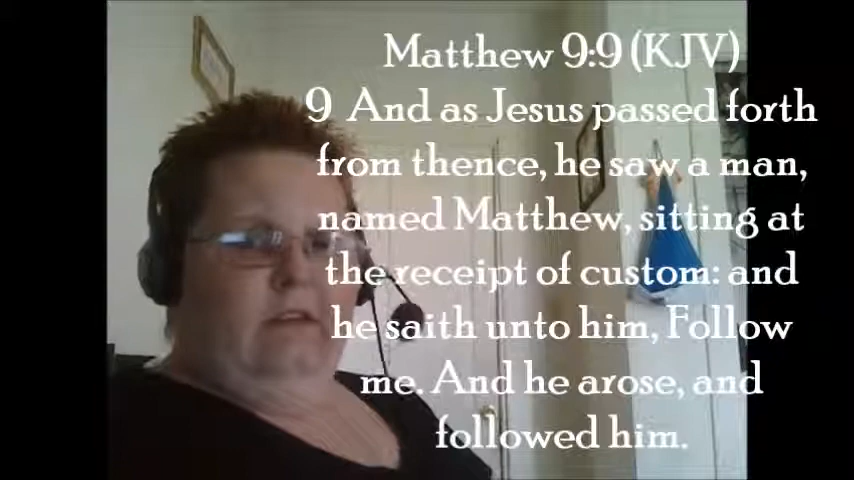 Matthew 9:9 (KJV)
9 And as Jesus passed forth
from thence, he saw a man,
named Matthew, sitting at
the receipt of custom: and
he saith unto him, Follow
me. And he arose, and
followed him.